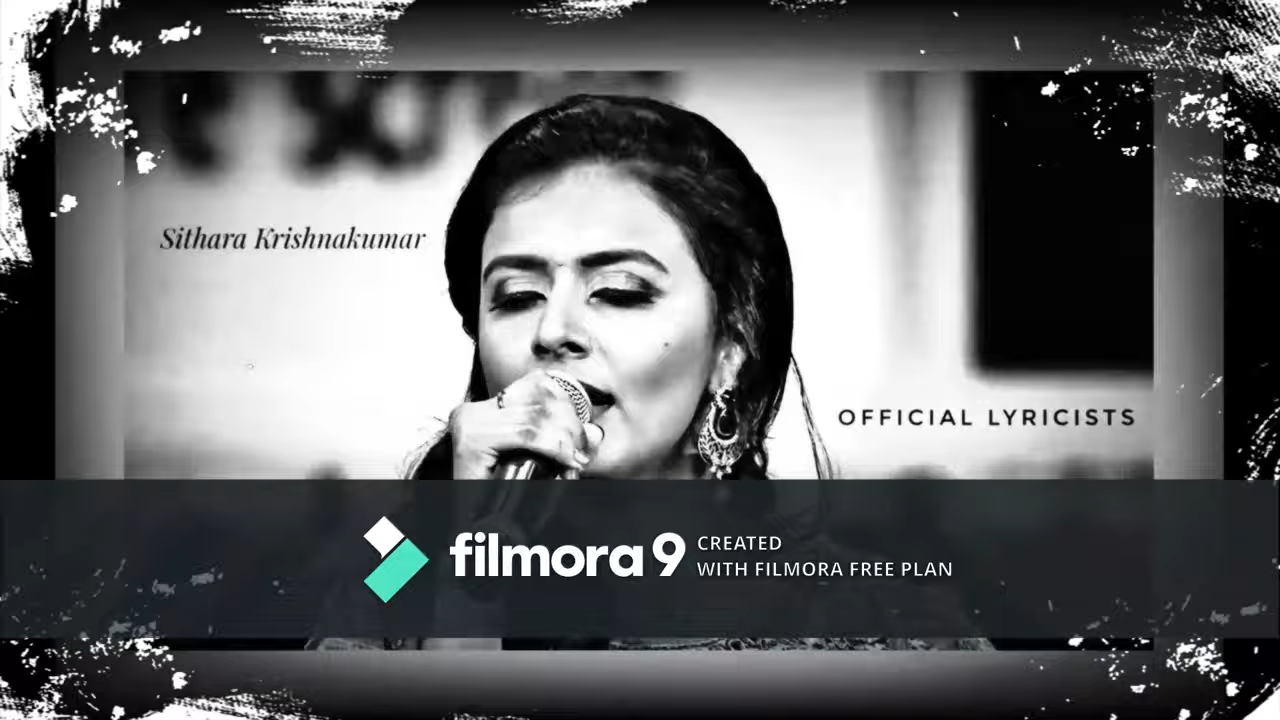 Sithara Krishnakumar
OFFICIAL LYRICISTS
filmora 9
CREATED
WITH FILMORA FREE PLAN